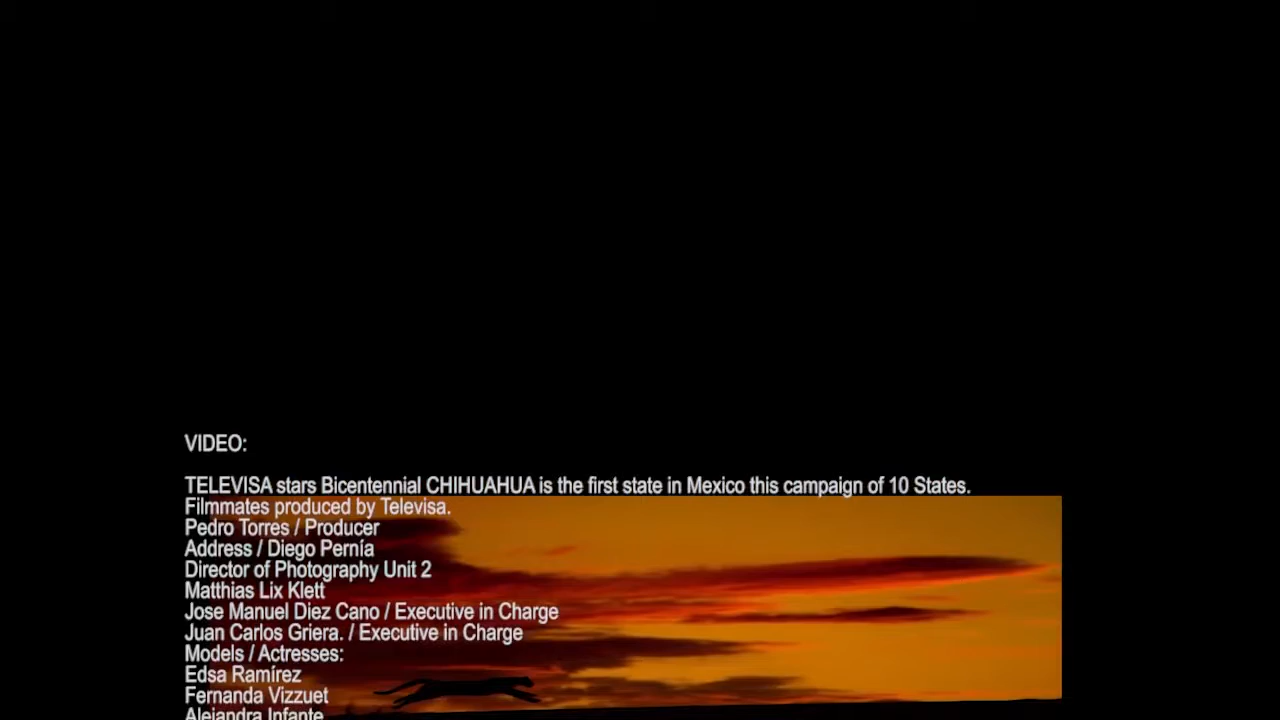 VIDEO:
TELEVISA stars Bicentennial CHIHUAHUA is the first state in Mexico this campaign of 10 States.
Filmmates produced by Televisa.
Pedro Torres / Producer
Address / Diego Pernía
Director of Photography Unit 2
Matthias Lix Klett
Jose Manuel Diez Cano / Executive in Charge
Juan Carlos Griera. / Executive in Charge
Models / Actresses:
Edsa Ramírez
Fernanda Vizzuet
Alejandra Infante